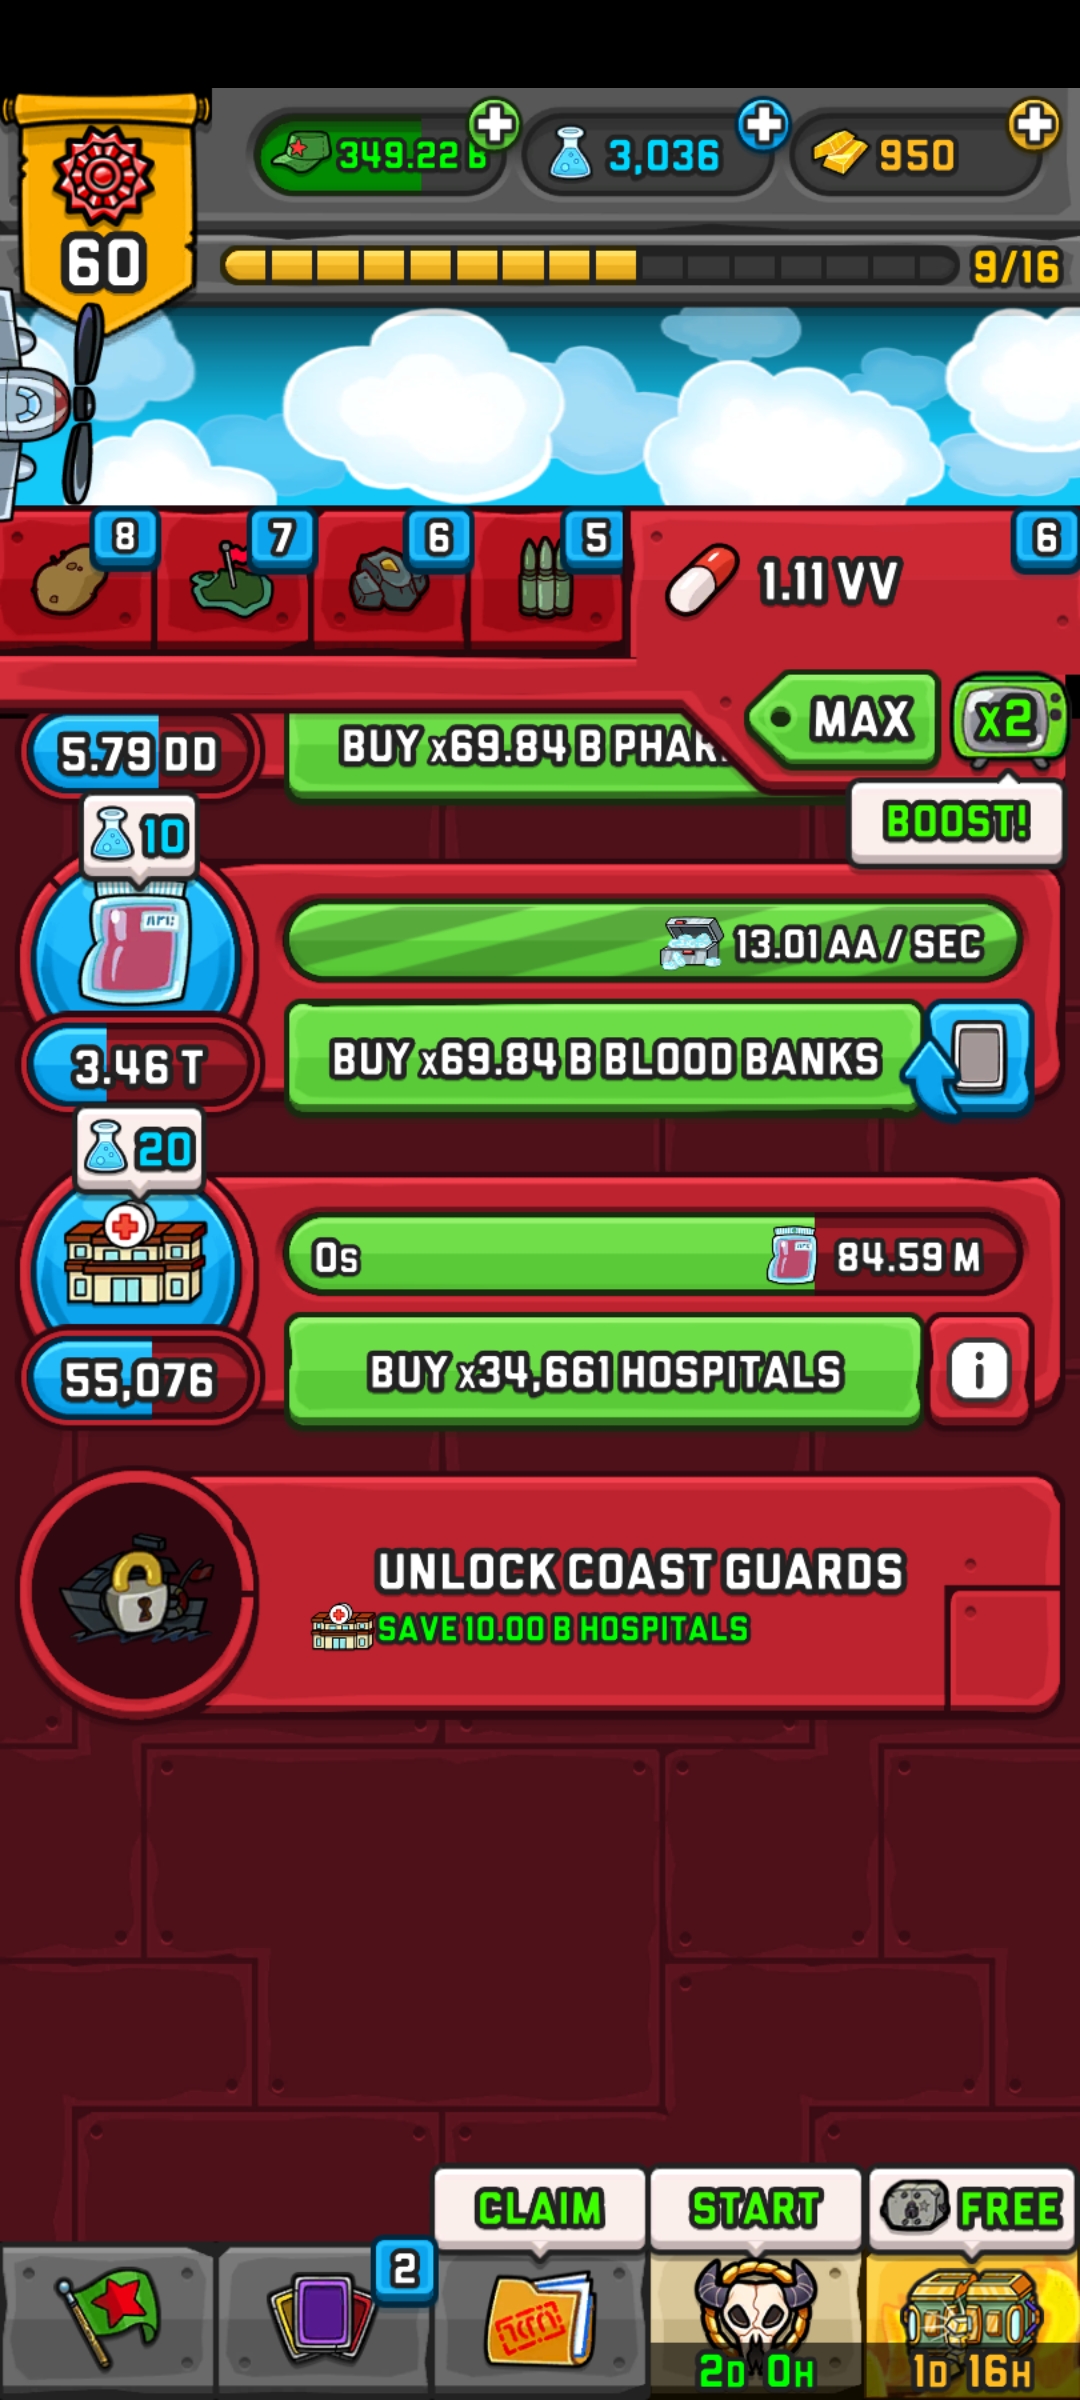 349.22 B
3,036
950
60
9/16
8
7
6
5
1.11 VV
6
MAX
x2
5.79 DD
BUY x69.84 B PHAR
BOOST!
10
13.01 AA / SEC
3.46 T
BUY x69.84 B BLOOD BANKS
20
0s
84.59 M
55,076
BUY x34,661 HOSPITALS
i
UNLOCK COAST GUARDS
SAVE 10.00 B HOSPITALS
CLAIM
START
FREE
2
2D 0H
1D 16H